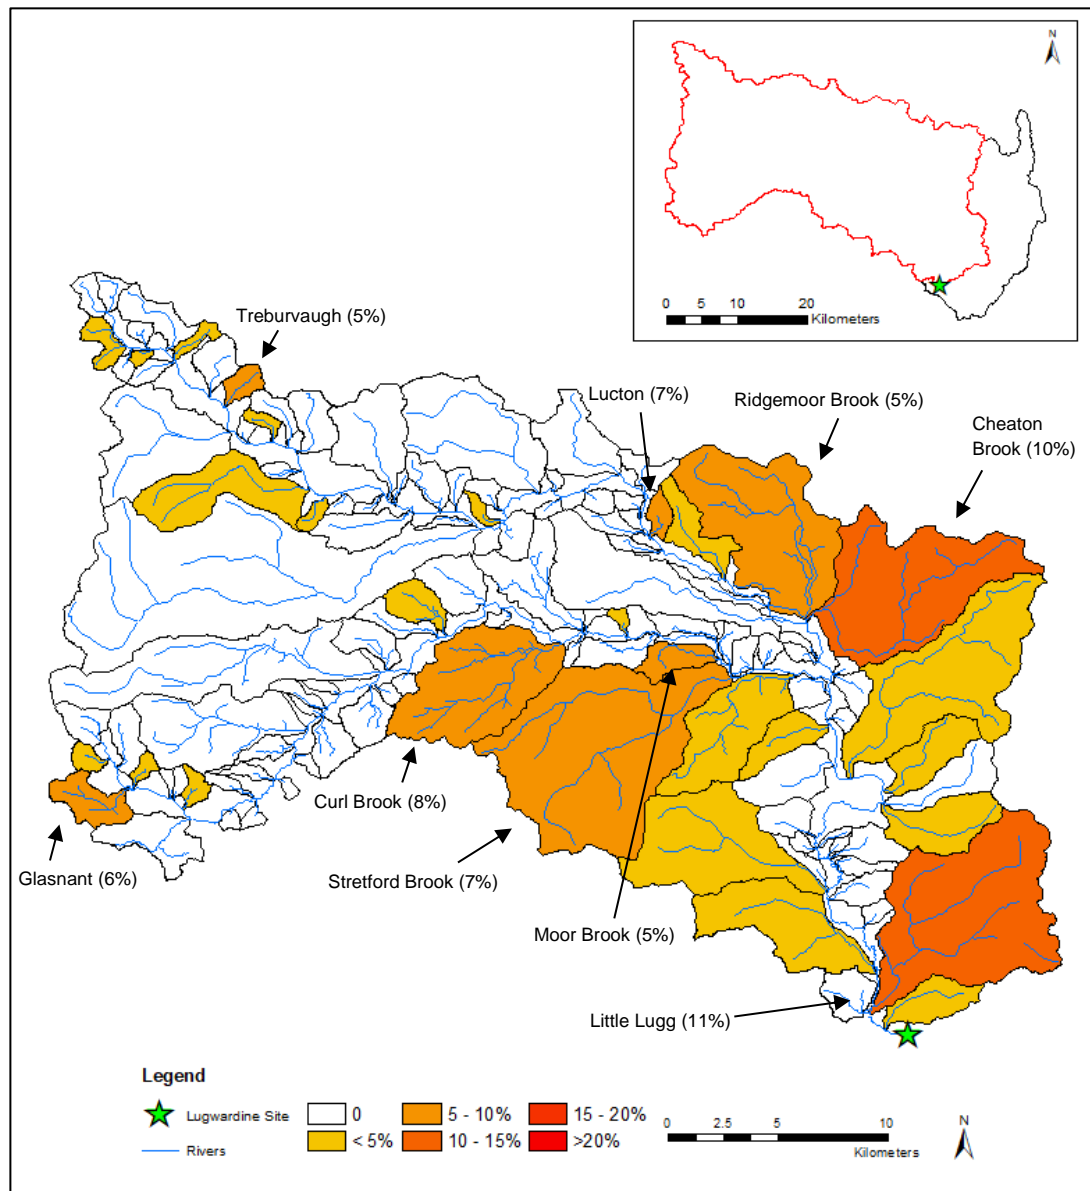 N
0 5 10 20
Kilometers
Treburvaugh (5%)
Lucton (7%)
Ridgemoor Brook (5%)
Cheaton
Brook (10%)
Curl Brook (8%)
Glasnant (6%)
Stretford Brook (7%)
Moor Brook (5%)
Little Lugg (11%)
Legend
Lugwardine Site
Rivers
0
< 5%
5 - 10%
10 - 15%
15 - 20%
>20%
0 2.5 5 10
Kilometers
N